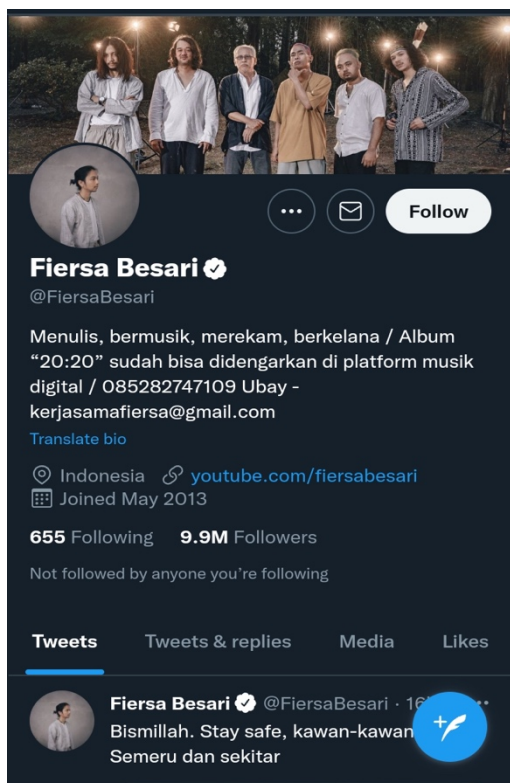 Follow
Fiersa Besari
@FiersaBesari
Menulis, bermusik, merekam, berkelana / Album
“20:20” sudah bisa didengarkan di platform musik
digital / 085282747109 Ubay -
kerjasamafiersa@gmail.com
Translate bio
Indonesia youtube.com/fiersabesari
Joined May 2013
655 Following 9.9M Followers
Not followed by anyone you’re following
Tweets Tweets & replies Media Likes
Fiersa Besari @FiersaBesari ·
Bismillah. Stay safe, kawan-kawan
Semeru dan sekitar